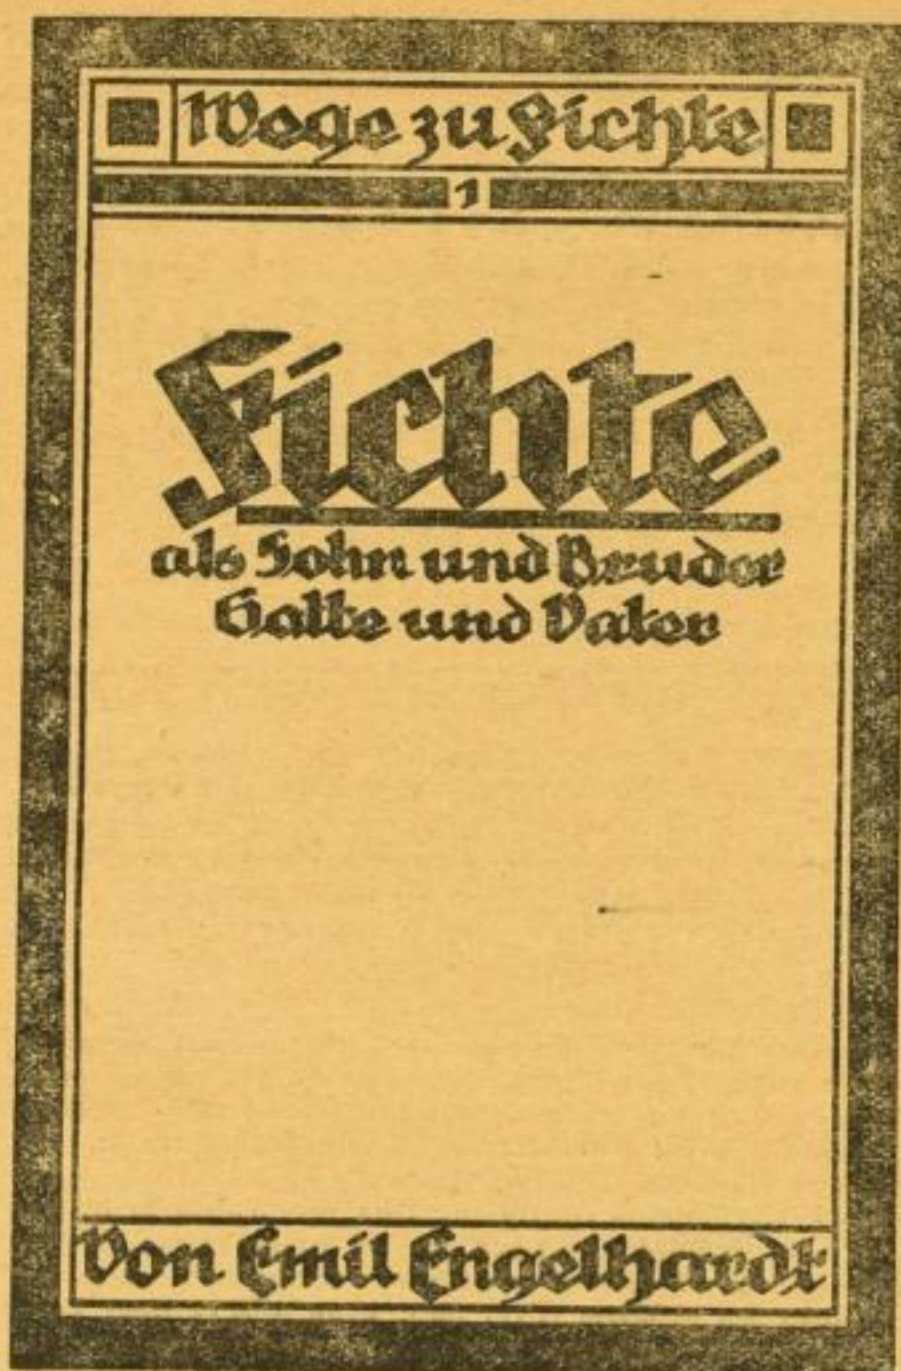 Wege zu Fichte
1
Fichte
als Sohn und Bruder
Gatte und Vater
Von Emil Engelhardt